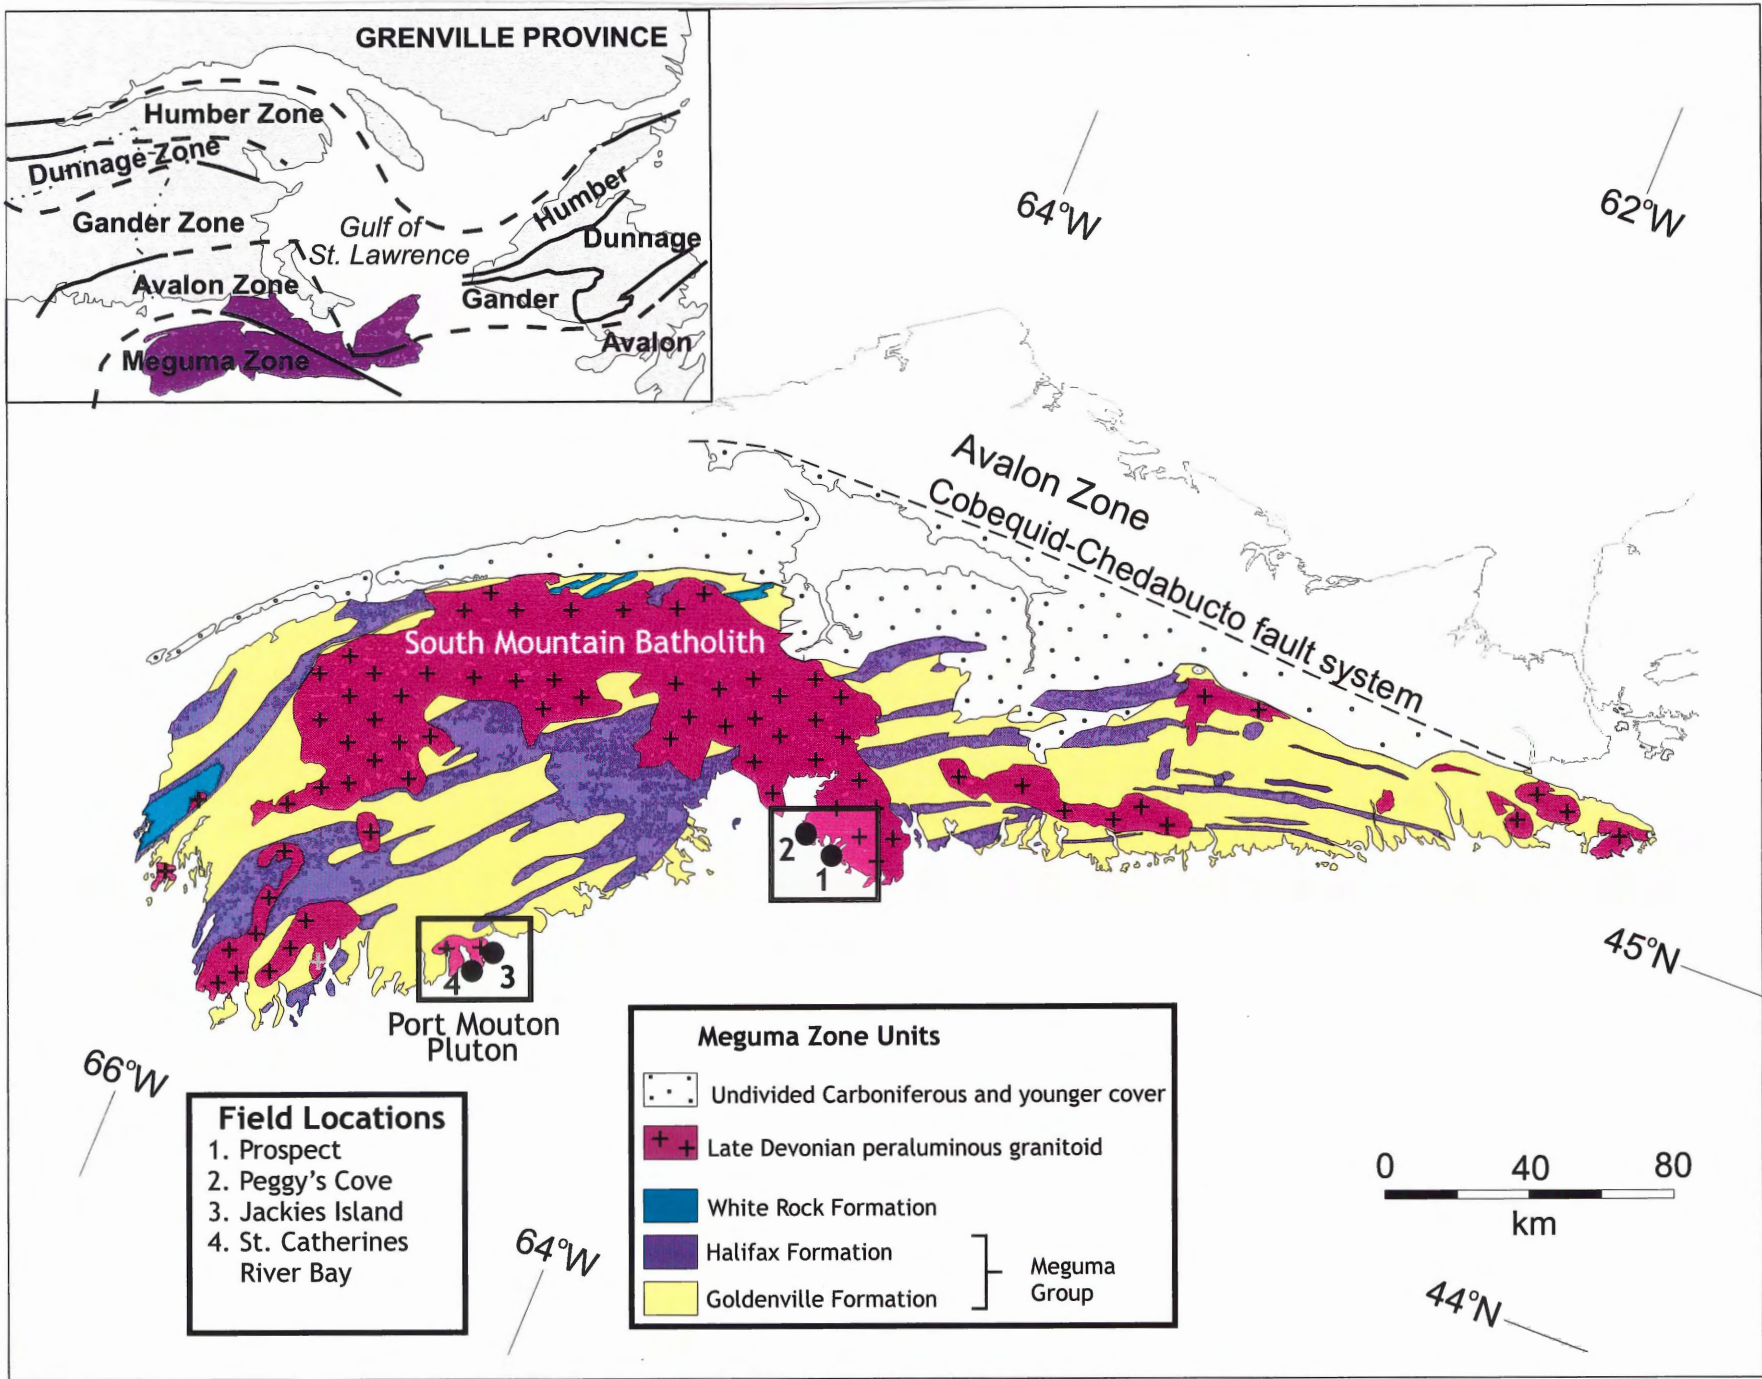 GRENVILLE PROVINCE
Humber Zone
Dunnage Zone
Gander Zone
Gulf of
St. Lawrence
Humber
Dunnage
Avalon Zone
Gander
Avalon
Meguma Zone
64°W
62°W
Avalon Zone
Cobequid-Chedabucto fault system
South Mountain Batholith
2
1
3
4
45°N
Port Mouton
Pluton
66°W
Field Locations
1. Prospect
2. Peggy's Cove
3. Jackies Island
4. St. Catherines
River Bay
64°W
Meguma Zone Units
Undivided Carboniferous and younger cover
Late Devonian peraluminous granitoid
White Rock Formation
Halifax Formation
Goldenville Formation
Meguma
Group
0 40 80
km
44°N